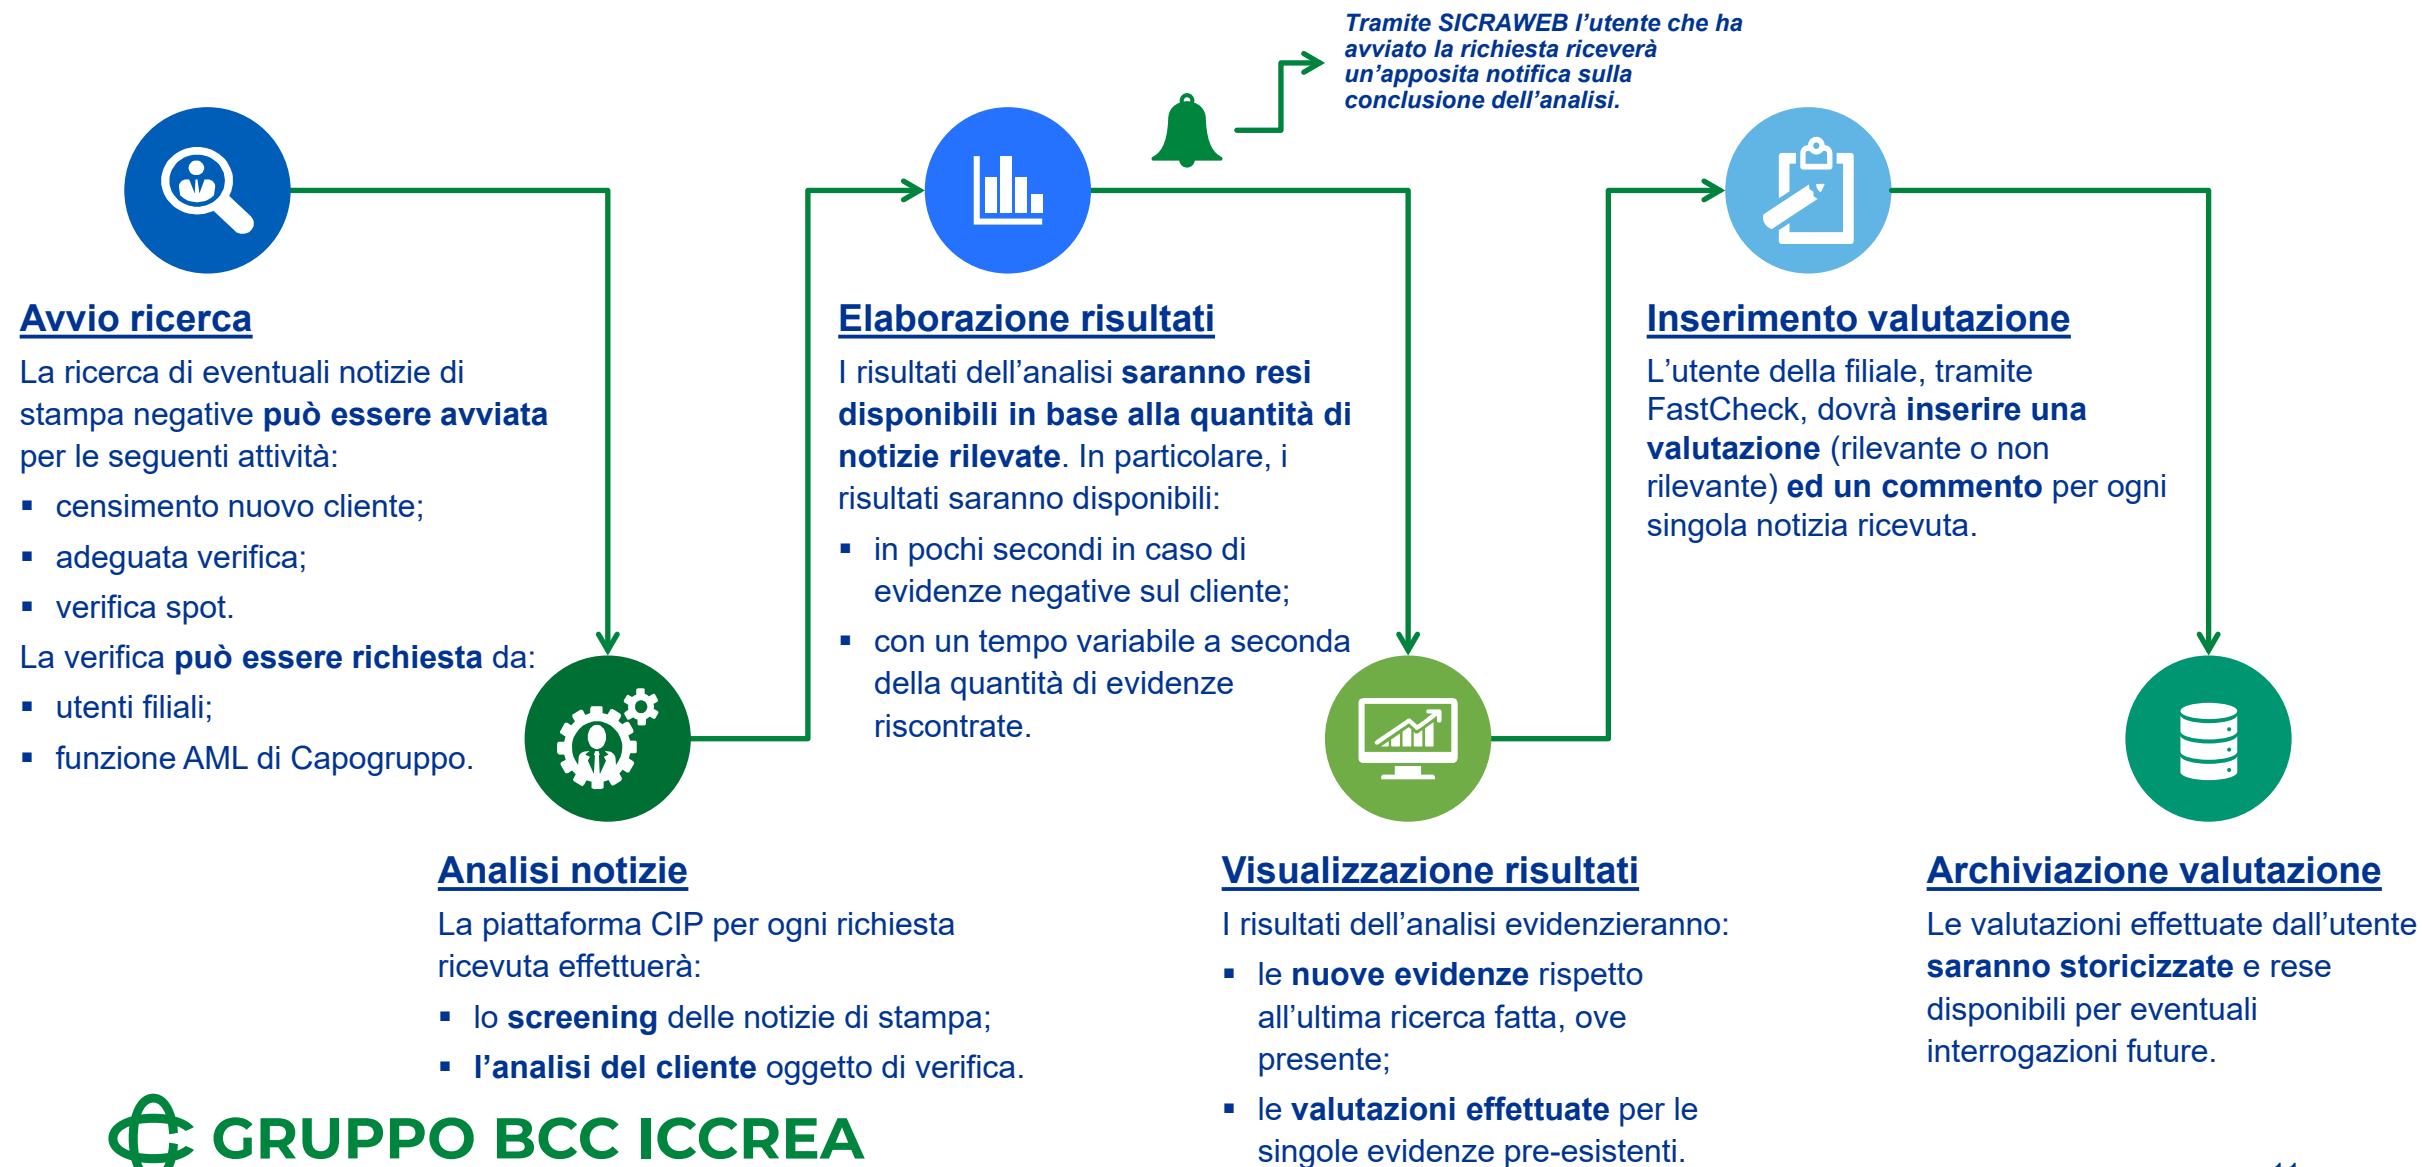 Tramite SICRAWEB l’utente che ha
avviato la richiesta riceverà
un’apposita notifica sulla
conclusione dell’analisi.
Avvio ricerca
La ricerca di eventuali notizie di
stampa negative può essere avviata
per le seguenti attività:
▪ censimento nuovo cliente;
▪ adeguata verifica;
▪ verifica spot.
La verifica può essere richiesta da:
▪ utenti filiali;
▪ funzione AML di Capogruppo.
Analisi notizie
La piattaforma CIP per ogni richiesta
ricevuta effettuerà:
▪ lo screening delle notizie di stampa;
▪ l’analisi del cliente oggetto di verifica.
Elaborazione risultati
I risultati dell’analisi saranno resi
disponibili in base alla quantità di
notizie rilevate. In particolare, i
risultati saranno disponibili:
▪ in pochi secondi in caso di
evidenze negative sul cliente;
▪ con un tempo variabile a seconda
della quantità di evidenze
riscontrate.
Visualizzazione risultati
I risultati dell’analisi evidenzieranno:
▪ le nuove evidenze rispetto
all’ultima ricerca fatta, ove
presente;
▪ le valutazioni effettuate per le
singole evidenze pre-esistenti.
Inserimento valutazione
L’utente della filiale, tramite
FastCheck, dovrà inserire una
valutazione (rilevante o non
rilevante) ed un commento per ogni
singola notizia ricevuta.
Archiviazione valutazione
Le valutazioni effettuate dall’utente
saranno storicizzate e rese
disponibili per eventuali
interrogazioni future.
GRUPPO BCC ICCREA